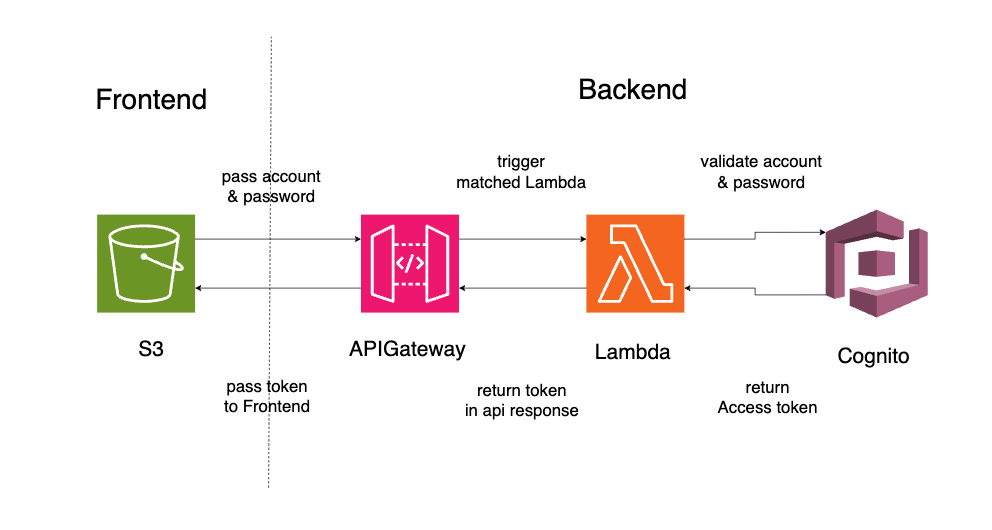 Frontend
Backend
pass account
& password
trigger
matched Lambda
validate account
& password
</>
S3
APIGateway
Lambda
Cognito
pass token
to Frontend
return token
in api response
return
Access token